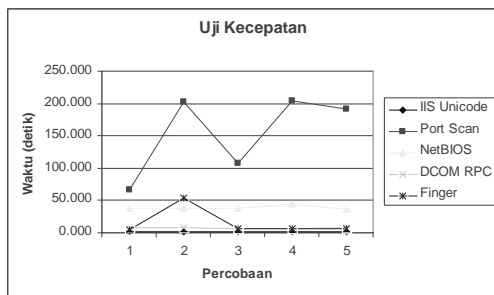 Uji Kecepatan
250.000
200.000
150.000
100.000
50.000
0.000
Waktu (detik)
1 2 3 4 5
Percobaan
IIS Unicode
Port Scan
NetBIOS
DCOM RPC
Finger